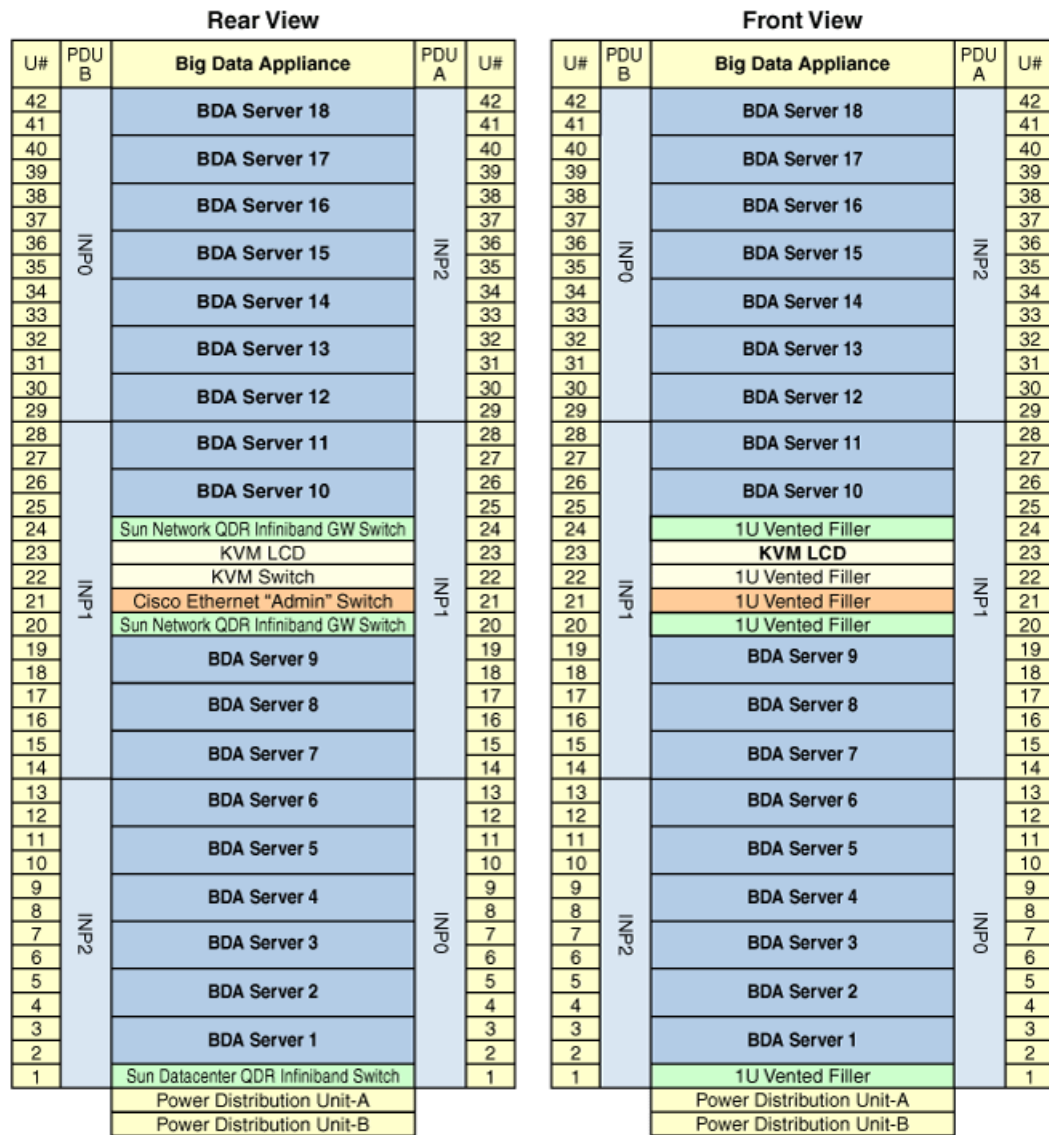 Rear View
U# PDU B Big Data Appliance PDU A U#
42 BDA Server 18 42
41 41
40 BDA Server 17 40
39 39
38 BDA Server 16 38
37 37
36 BDA Server 15 36
35 INP0 INP2 35
34 BDA Server 14 34
33 33
32 BDA Server 13 32
31 31
30 BDA Server 12 30
29 29
28 BDA Server 11 28
27 27
26 BDA Server 10 26
25 25
24 Sun Network QDR Infiniband GW Switch 24
23 KVM LCD 23
22 KVM Switch 22
21 INP1 Cisco Ethernet "Admin" Switch INP1 21
20 Sun Network QDR Infiniband GW Switch 20
19 BDA Server 9 19
18 18
17 BDA Server 8 17
16 16
15 BDA Server 7 15
14 14
13 BDA Server 6 13
12 12
11 BDA Server 5 11
10 10
9 BDA Server 4 9
8 8
7 INP2 BDA Server 3 INP0 7
6 6
5 BDA Server 2 5
4 4
3 BDA Server 1 3
2 2
1 Sun Datacenter QDR Infiniband Switch 1
Power Distribution Unit-A
Power Distribution Unit-B
Front View
U# PDU B Big Data Appliance PDU A U#
42 BDA Server 18 42
41 41
40 BDA Server 17 40
39 39
38 BDA Server 16 38
37 37
36 BDA Server 15 36
35 INP0 INP2 35
34 BDA Server 14 34
33 33
32 BDA Server 13 32
31 31
30 BDA Server 12 30
29 29
28 BDA Server 11 28
27 27
26 BDA Server 10 26
25 25
24 1U Vented Filler 24
23 KVM LCD 23
22 1U Vented Filler 22
21 INP1 1U Vented Filler INP1 21
20 1U Vented Filler 20
19 BDA Server 9 19
18 18
17 BDA Server 8 17
16 16
15 BDA Server 7 15
14 14
13 BDA Server 6 13
12 12
11 BDA Server 5 11
10 10
9 BDA Server 4 9
8 8
7 INP2 BDA Server 3 INP0 7
6 6
5 BDA Server 2 5
4 4
3 BDA Server 1 3
2 2
1 1U Vented Filler 1
Power Distribution Unit-A
Power Distribution Unit-B